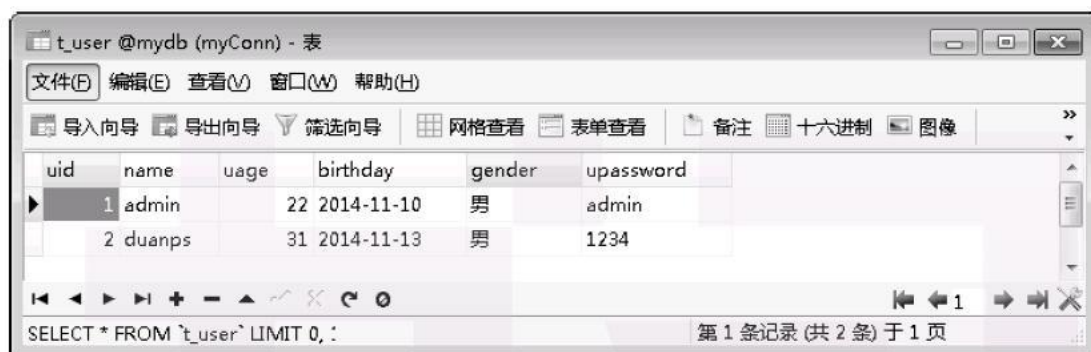 t_user @mydb (myConn) - 表
文件(F) 编辑(E) 查看(V) 窗口(W) 帮助(H)
导入向导 导出向导 筛选向导 网格查看 表单查看 备注 十六进制 图像
uid name uage birthday gender upassword
1 admin 22 2014-11-10 男 admin
2 duanps 31 2014-11-13 男 1234
1
SELECT * FROM `t_user` LIMIT 0,
第 1 条记录 (共 2 条) 于 1 页